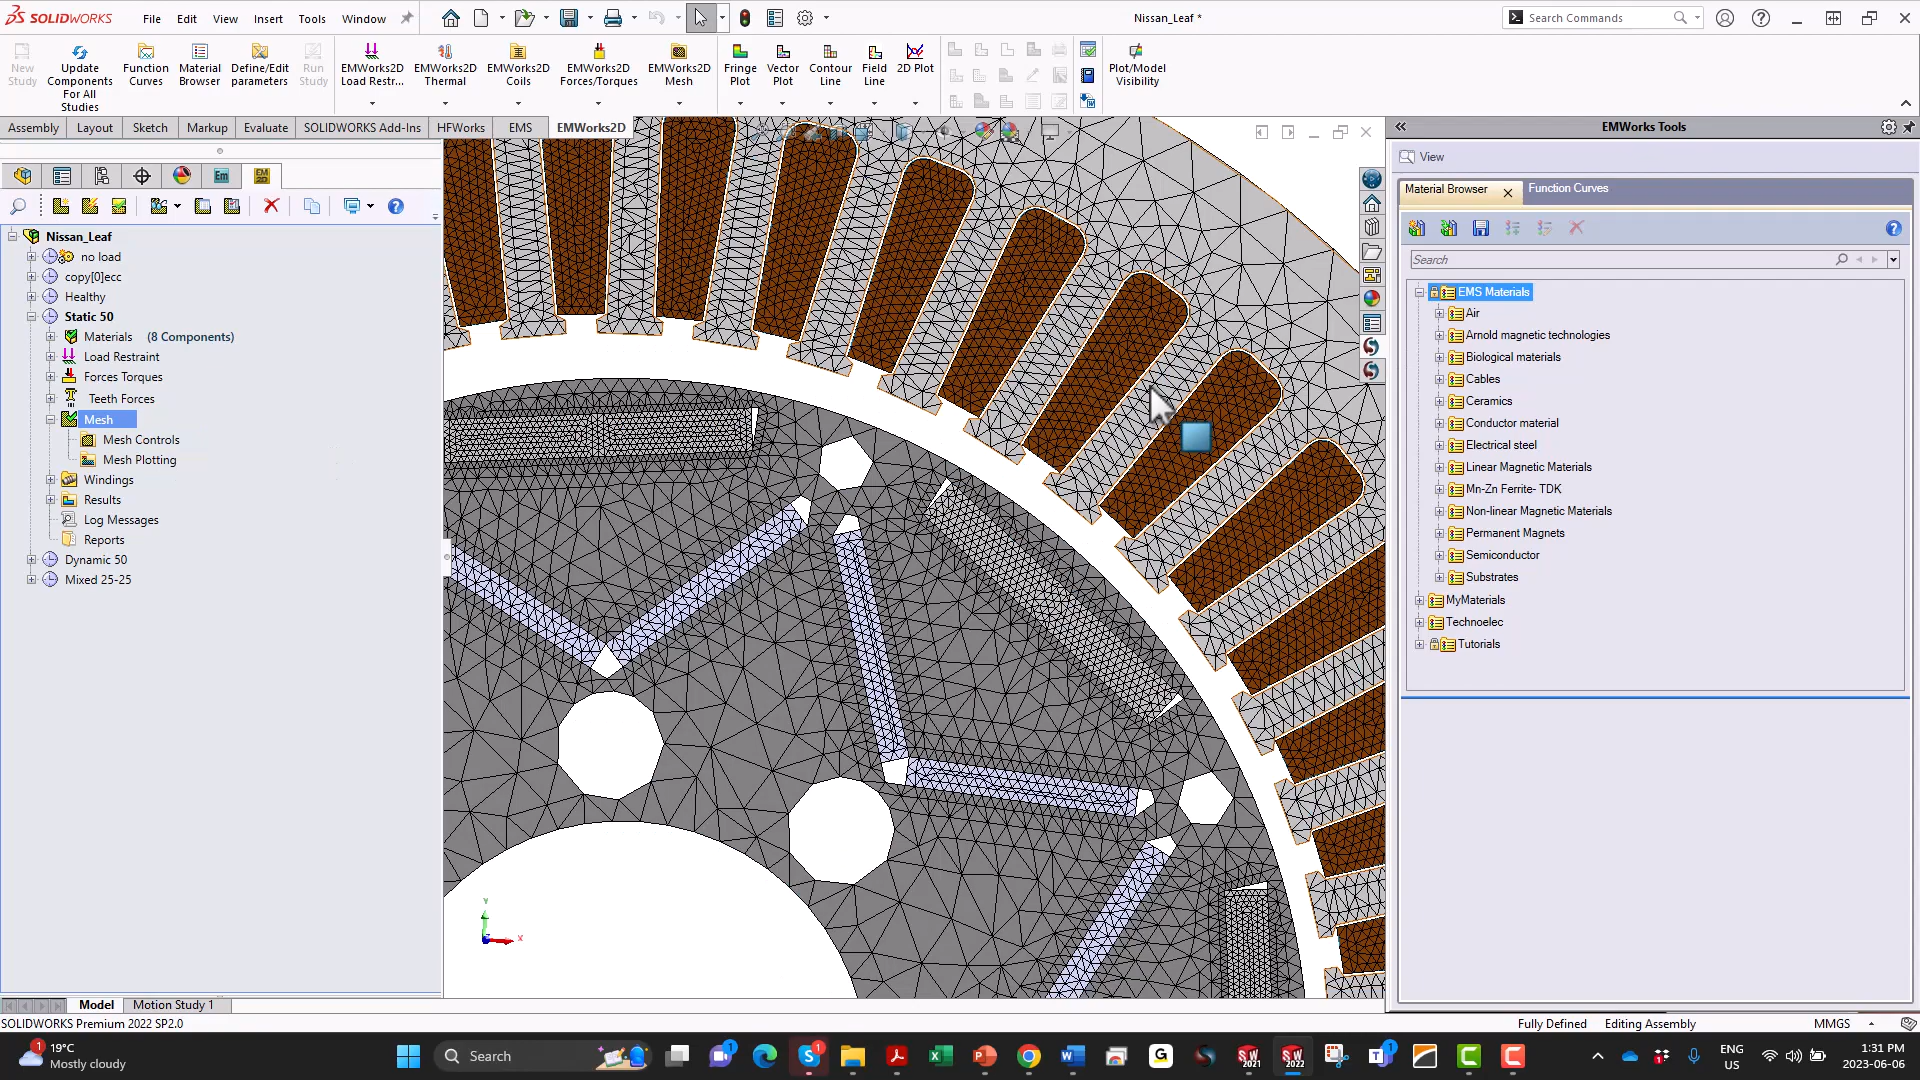 SOLIDWORKS File Edit View Insert Tools Window Nissan_Leaf * Search Commands
New Study
Update Components For All Studies
Function Curves
Material Browser
Define/Edit parameters
Run Study
EMWorks2D Load Restr...
EMWorks2D Thermal
EMWorks2D Coils
EMWorks2D Forces/Torques
EMWorks2D Mesh
Fringe Plot
Vector Plot
Contour Line
Field Line
2D Plot
Plot/Model Visibility
Assembly Layout Sketch Markup Evaluate SOLIDWORKS Add-Ins HFWorks EMS EMWorks2D
EMWorks Tools
View
Material Browser Function Curves
Search
Nissan_Leaf
no load
copy[0]ecc
Healthy
Static 50
Materials (8 Components)
Load Restraint
Forces Torques
Teeth Forces
Mesh
Mesh Controls
Mesh Plotting
Windings
Results
Log Messages
Reports
Dynamic 50
Mixed 25-25
EMS Materials
Air
Arnold magnetic technologies
Biological materials
Cables
Ceramics
Conductor material
Electrical steel
Linear Magnetic Materials
Mn-Zn Ferrite- TDK
Non-linear Magnetic Materials
Permanent Magnets
Semiconductor
Substrates
MyMaterials
Technoelec
Tutorials
Y
X
Model Motion Study 1
SOLIDWORKS Premium 2022 SP2.0 Fully Defined Editing Assembly MMGS
1 19°C
Mostly cloudy
Search
ENG
US
1:31 PM
2023-06-06